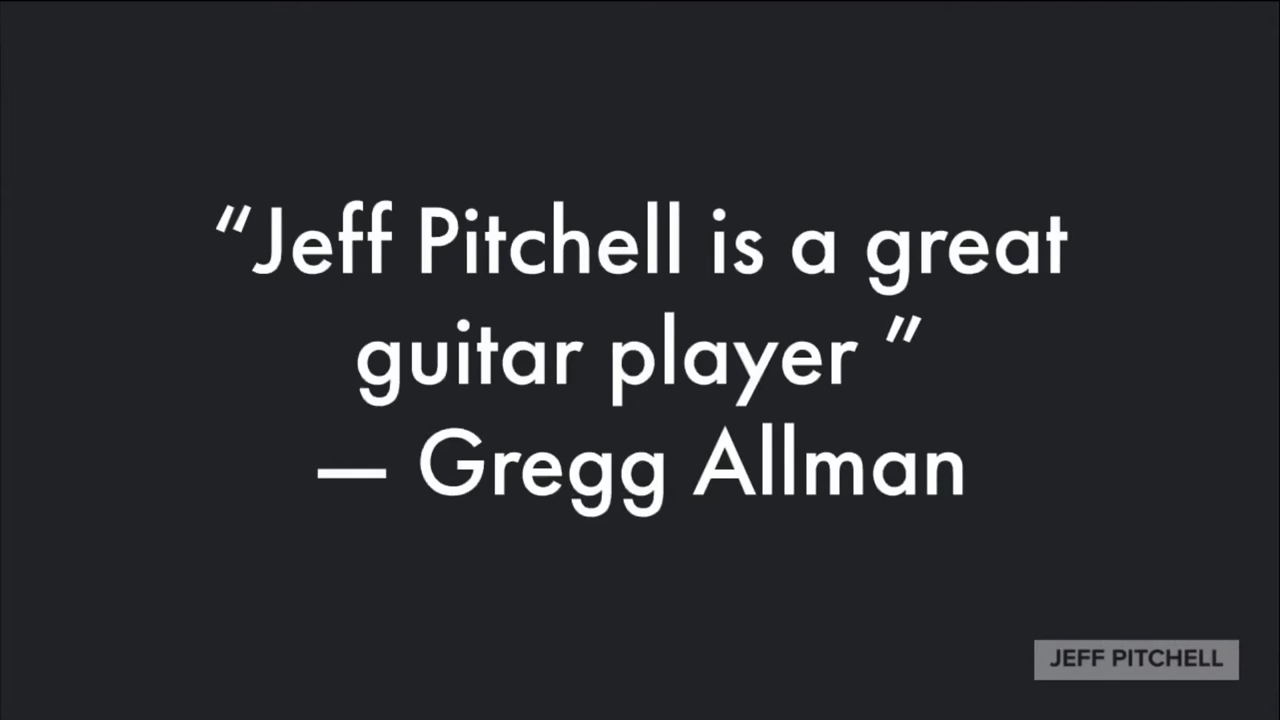 “Jeff Pitchell is a great
guitar player ”
— Gregg Allman
JEFF PITCHELL